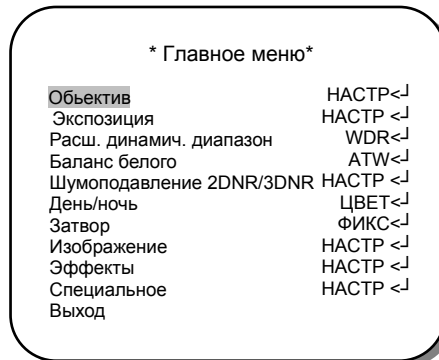 * Главное меню*
Обьектив НАСТР<┘
Экспозиция НАСТР <┘
Расш. динамич. диапазон WDR<┘
Баланс белого ATW<┘
Шумоподавление 2DNR/3DNR НАСТР <┘
День/ночь ЦВЕТ<┘
Затвор ФИКС<┘
Изображение НАСТР <┘
Эффекты НАСТР <┘
Специальное НАСТР <┘
Выход